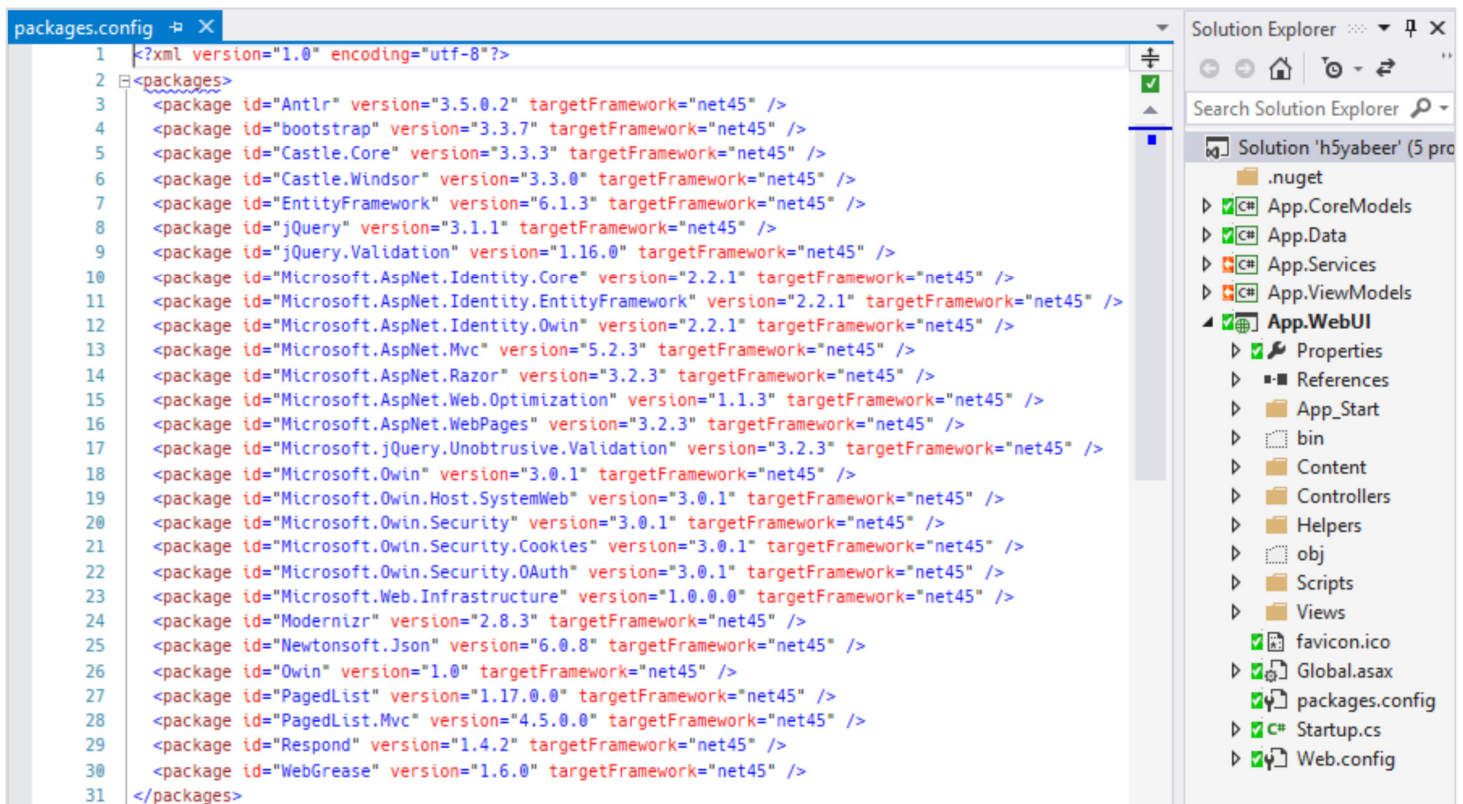 packages.config
1 <?xml version="1.0" encoding="utf-8"?>
2 <packages>
3 <package id="Antlr" version="3.5.0.2" targetFramework="net45" />
4 <package id="bootstrap" version="3.3.7" targetFramework="net45" />
5 <package id="Castle.Core" version="3.3.3" targetFramework="net45" />
6 <package id="Castle.Windsor" version="3.3.0" targetFramework="net45" />
7 <package id="EntityFramework" version="6.1.3" targetFramework="net45" />
8 <package id="jQuery" version="3.1.1" targetFramework="net45" />
9 <package id="jQuery.Validation" version="1.16.0" targetFramework="net45" />
10 <package id="Microsoft.AspNet.Identity.Core" version="2.2.1" targetFramework="net45" />
11 <package id="Microsoft.AspNet.Identity.EntityFramework" version="2.2.1" targetFramework="net45" />
12 <package id="Microsoft.AspNet.Identity.Owin" version="2.2.1" targetFramework="net45" />
13 <package id="Microsoft.AspNet.Mvc" version="5.2.3" targetFramework="net45" />
14 <package id="Microsoft.AspNet.Razor" version="3.2.3" targetFramework="net45" />
15 <package id="Microsoft.AspNet.Web.Optimization" version="1.1.3" targetFramework="net45" />
16 <package id="Microsoft.AspNet.WebPages" version="3.2.3" targetFramework="net45" />
17 <package id="Microsoft.jQuery.Unobtrusive.Validation" version="3.2.3" targetFramework="net45" />
18 <package id="Microsoft.Owin" version="3.0.1" targetFramework="net45" />
19 <package id="Microsoft.Owin.Host.SystemWeb" version="3.0.1" targetFramework="net45" />
20 <package id="Microsoft.Owin.Security" version="3.0.1" targetFramework="net45" />
21 <package id="Microsoft.Owin.Security.Cookies" version="3.0.1" targetFramework="net45" />
22 <package id="Microsoft.Owin.Security.OAuth" version="3.0.1" targetFramework="net45" />
23 <package id="Microsoft.Web.Infrastructure" version="1.0.0.0" targetFramework="net45" />
24 <package id="Modernizr" version="2.8.3" targetFramework="net45" />
25 <package id="Newtonsoft.Json" version="6.0.8" targetFramework="net45" />
26 <package id="Owin" version="1.0" targetFramework="net45" />
27 <package id="PagedList" version="1.17.0.0" targetFramework="net45" />
28 <package id="PagedList.Mvc" version="4.5.0.0" targetFramework="net45" />
29 <package id="Respond" version="1.4.2" targetFramework="net45" />
30 <package id="WebGrease" version="1.6.0" targetFramework="net45" />
31 </packages>
Solution Explorer
Search Solution Explorer
Solution 'h5yabeer' (5 pro
.nuget
C# App.CoreModels
C# App.Data
C# App.Services
C# App.ViewModels
App.WebUI
Properties
References
App_Start
bin
Content
Controllers
Helpers
obj
Scripts
Views
favicon.ico
Global.asax
packages.config
C# Startup.cs
Web.config